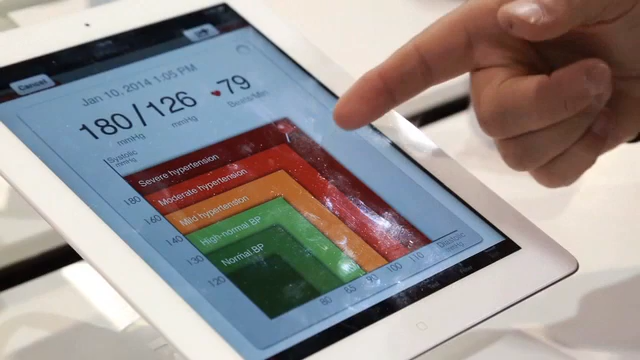 Cancel
Jan 10, 2014 1:05 PM
180/126 ♥79
mmHg mmHg Beats/Min
Systolic
mmHg
Severe hypertension
180
Moderate hypertension
160
Mild hypertension
140
High-normal BP
130
Normal BP
120
80 85 90 100 110
Diastolic
mmHg